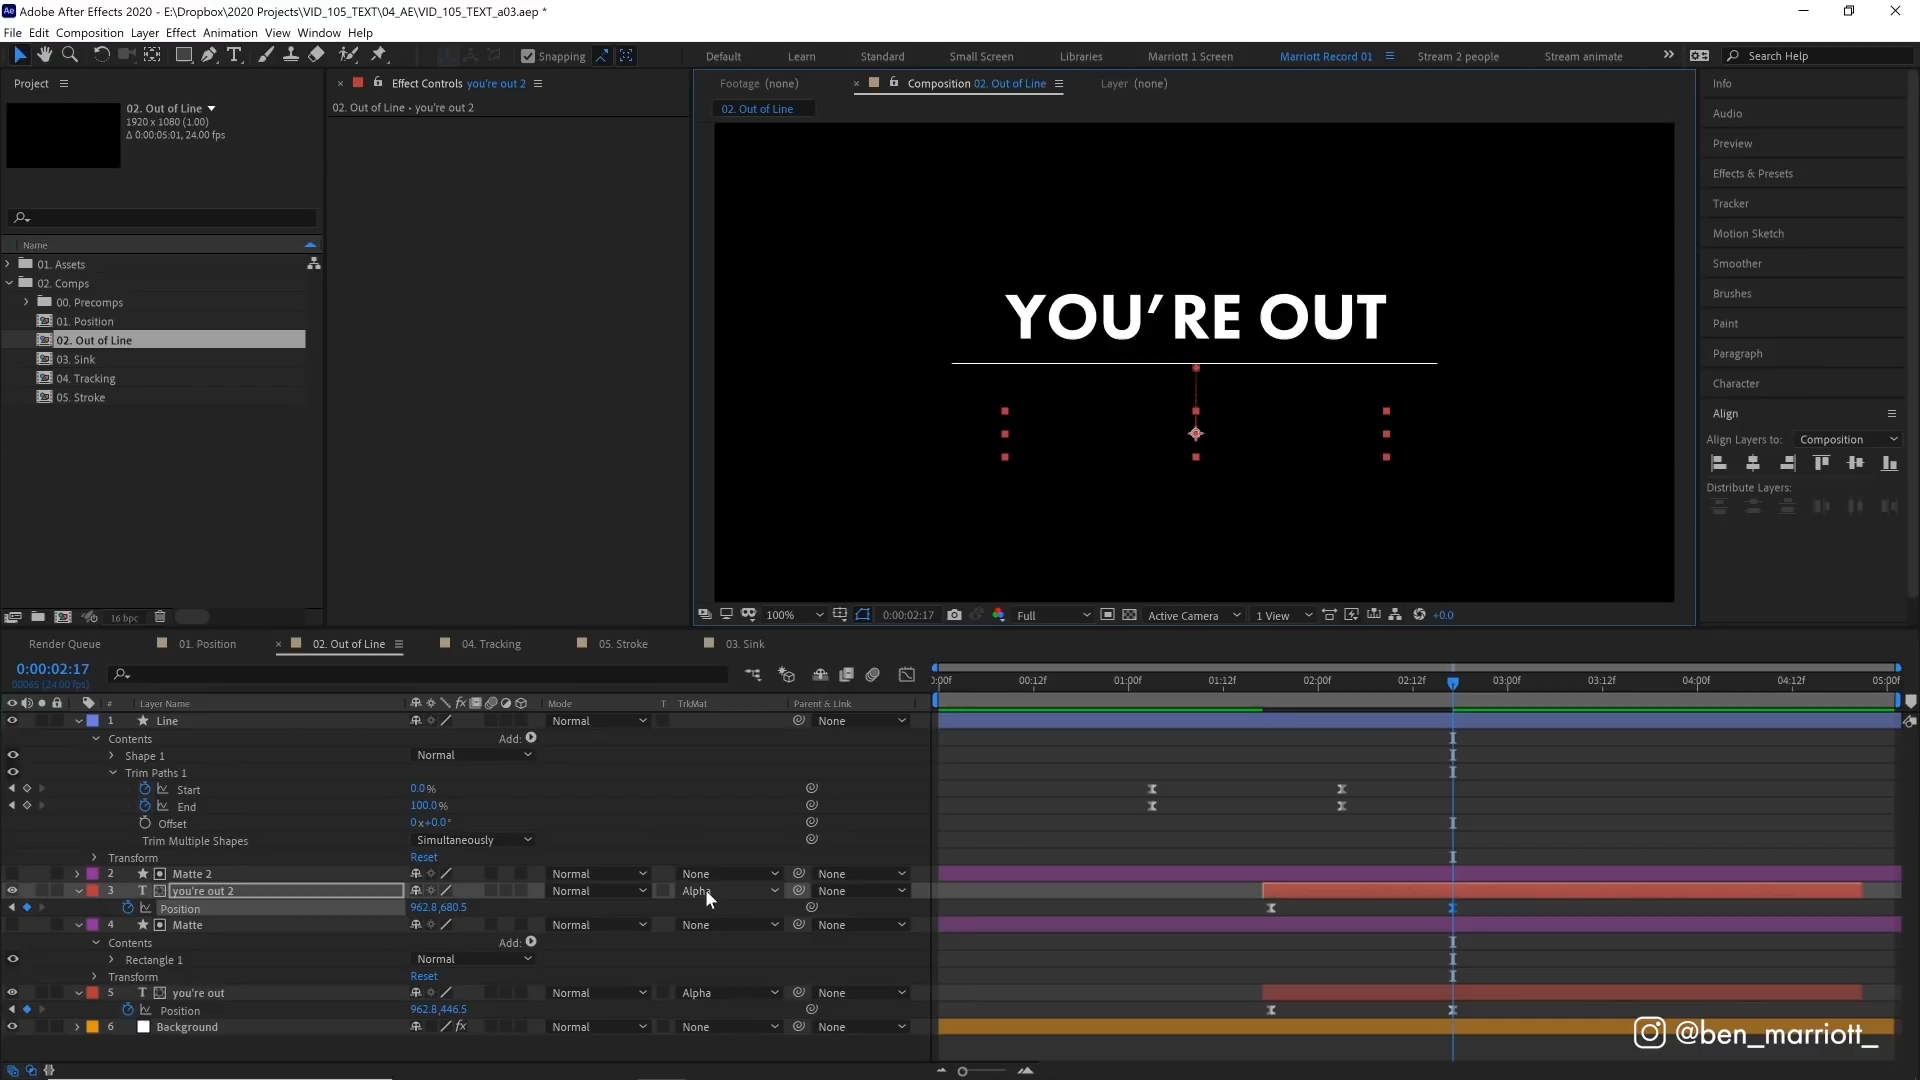 Adobe After Effects 2020 - E:\Dropbox\2020 Projects\VID_105_TEXT\04_AE\VID_105_TEXT_a03.aep *
File Edit Composition Layer Effect Animation View Window Help
Snapping
Default Learn Standard Small Screen Libraries Marriott 1 Screen Marriott Record 01 Stream 2 people Stream animate
Search Help
Project
02. Out of Line
1920 x 1080 (1.00)
Δ 0:00:05:01, 24.00 fps
Name
01. Assets
02. Comps
00. Precomps
01. Position
02. Out of Line
03. Sink
04. Tracking
05. Stroke
16 bpc
Effect Controls you're out 2
02. Out of Line • you're out 2
Footage (none)
Composition 02. Out of Line
Layer (none)
02. Out of Line
YOU'RE OUT
100% 0:00:02:17 Full Active Camera 1 View +0.0
Info
Audio
Preview
Effects & Presets
Tracker
Motion Sketch
Smoother
Brushes
Paint
Paragraph
Character
Align
Align Layers to: Composition
Distribute Layers:
Render Queue 01. Position 02. Out of Line 04. Tracking 05. Stroke 03. Sink
0:00:02:17
00065 (24.00 fps)
:00f 00:12f 01:00f 01:12f 02:00f 02:12f 03:00f 03:12f 04:00f 04:12f 05:00f
# Layer Name Mode T TrkMat Parent & Link
1 Line Normal None
Contents Add:
Shape 1 Normal
Trim Paths 1
Start 0.0%
End 100.0%
Offset 0x+0.0°
Trim Multiple Shapes Simultaneously
Transform Reset
2 Matte 2 Normal None None
3 T you're out 2 Normal Alpha None
Position 962.8,680.5
4 Matte Normal None None
Contents Add:
Rectangle 1 Normal
Transform Reset
5 T you're out Normal Alpha None
Position 962.8,446.5
6 Background fx Normal None None
@ben_marriott_